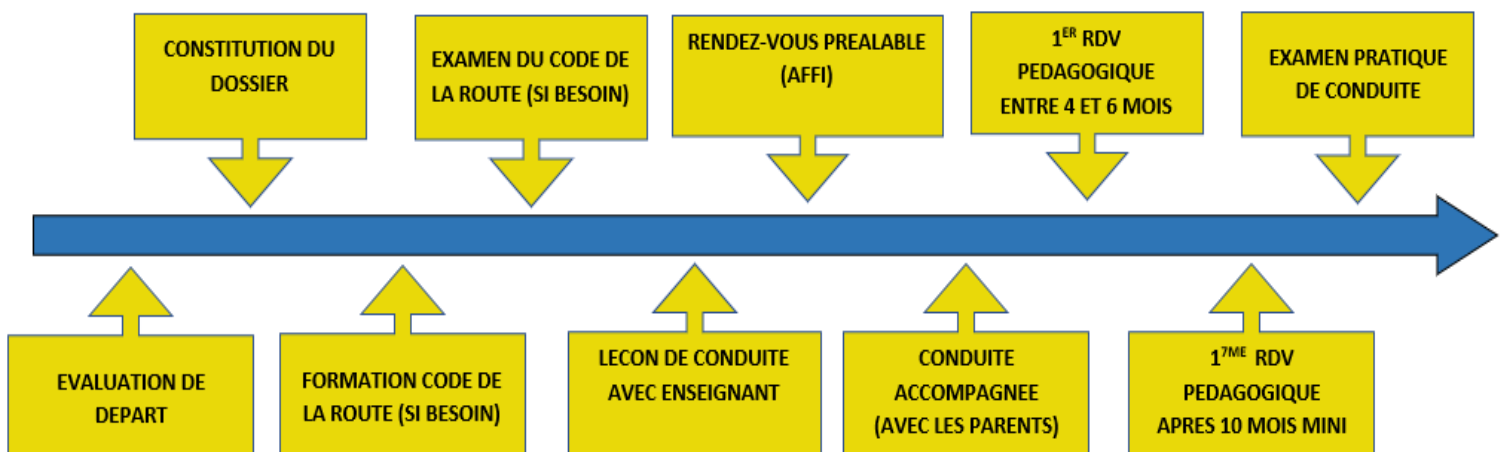 CONSTITUTION DU
DOSSIER
EXAMEN DU CODE DE
LA ROUTE (SI BESOIN)
RENDEZ-VOUS PREALABLE
(AFFI)
1ER RDV
PEDAGOGIQUE
ENTRE 4 ET 6 MOIS
EXAMEN PRATIQUE
DE CONDUITE
EVALUATION DE
DEPART
FORMATION CODE DE
LA ROUTE (SI BESOIN)
LECON DE CONDUITE
AVEC ENSEIGNANT
CONDUITE
ACCOMPAGNEE
(AVEC LES PARENTS)
17ME RDV
PEDAGOGIQUE
APRES 10 MOIS MINI